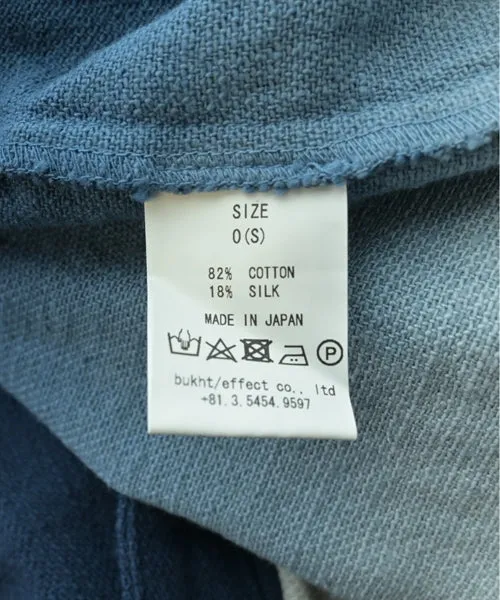 SIZE
0(S)
82% COTTON
18% SILK
MADE IN JAPAN
P
bukht/effect co., ltd
+81.3.5454.9597